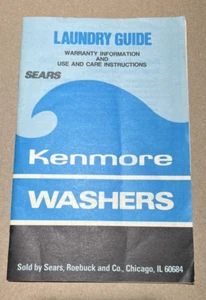 LAUNDRY GUIDE
WARRANTY INFORMATION
AND
USE AND CARE INSTRUCTIONS
SEARS
Kenmore
WASHERS
Sold by Sears, Roebuck and Co., Chicago, IL 60684